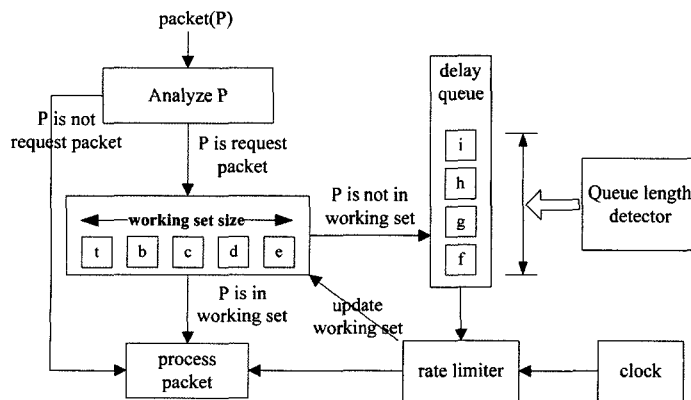 packet(P)
Analyze P
P is not
request packet
P is request
packet
working set size
t b c d e
P is not in
working set
delay
queue
i
h
g
f
Queue length
detector
P is in
working set
update
working set
process
packet
rate limiter
clock